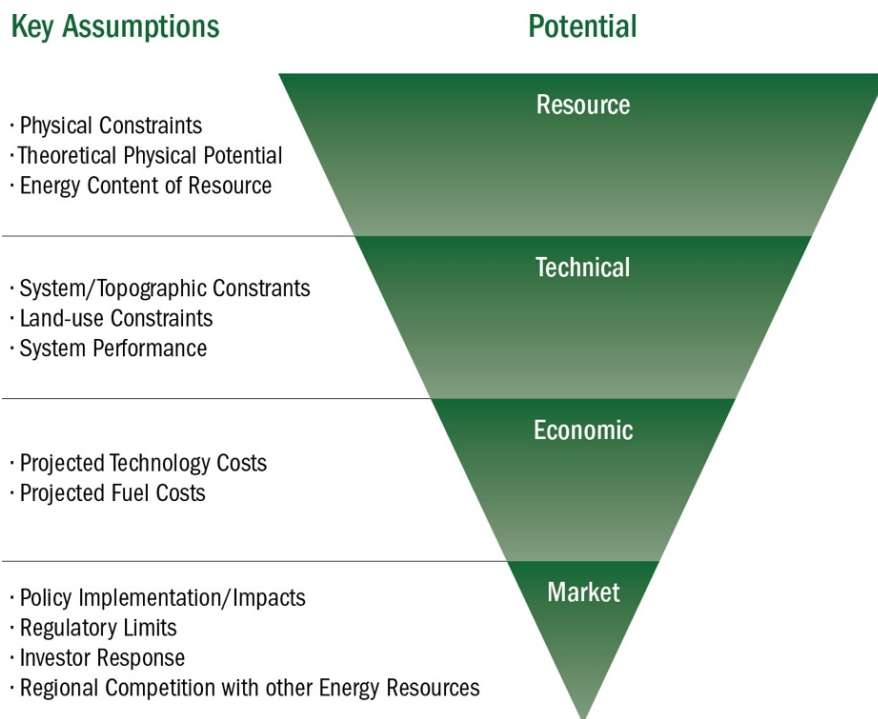 Key Assumptions
Potential
Resource
· Physical Constraints
· Theoretical Physical Potential
· Energy Content of Resource
Technical
· System/Topographic Constrants
· Land-use Constraints
· System Performance
Economic
· Projected Technology Costs
· Projected Fuel Costs
Market
· Policy Implementation/Impacts
· Regulatory Limits
· Investor Response
· Regional Competition with other Energy Resources